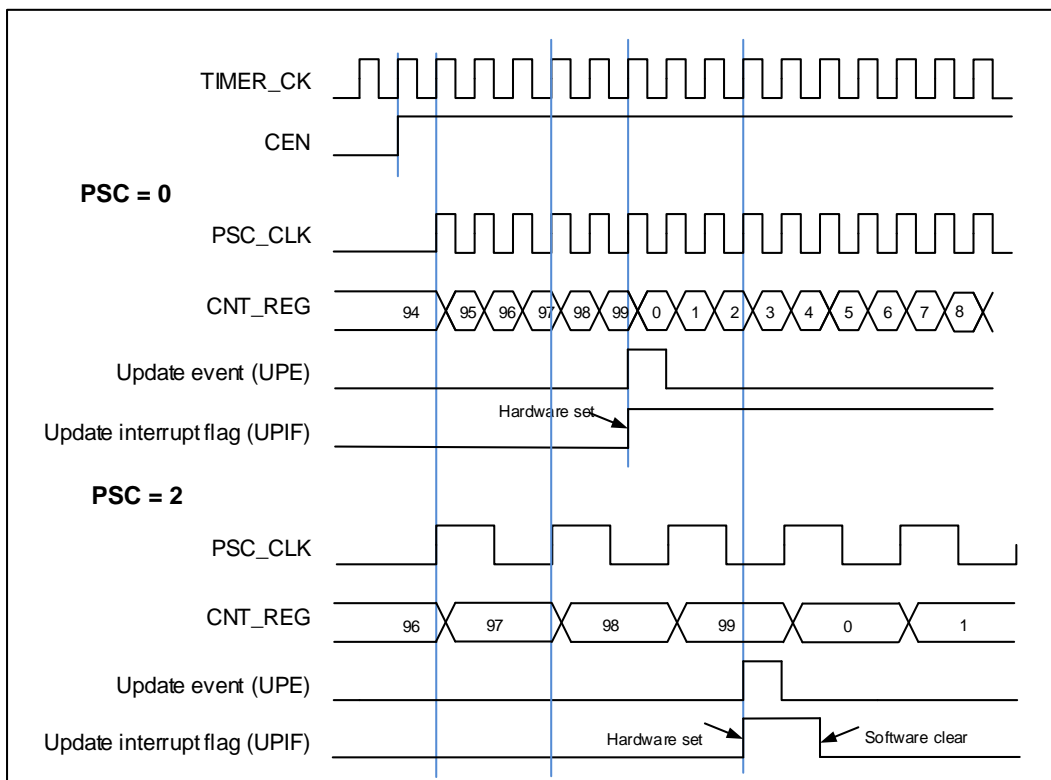 TIMER_CK
CEN
PSC = 0
PSC_CLK
CNT_REG 94 95 96 97 98 99 0 1 2 3 4 5 6 7 8
Update event (UPE)
Hardware set
Update interrupt flag (UPIF)
PSC = 2
PSC_CLK
CNT_REG 96 97 98 99 0 1
Update event (UPE)
Update interrupt flag (UPIF) Hardware set Software clear